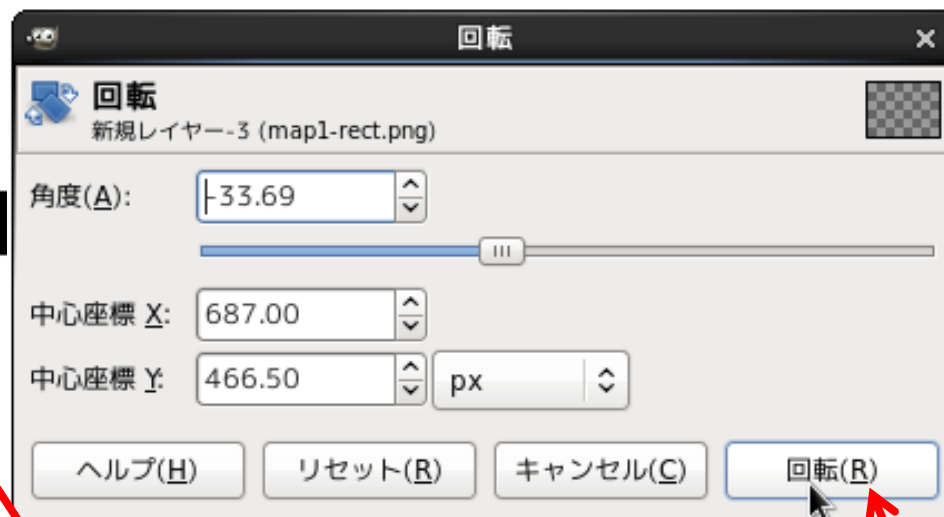 回転
回転
新規レイヤー-3 (map1-rect.png)
角度(A): -33.69
中心座標 X: 687.00
中心座標 Y: 466.50 px
ヘルプ(H) リセット(R) キャンセル(C) 回転(R)